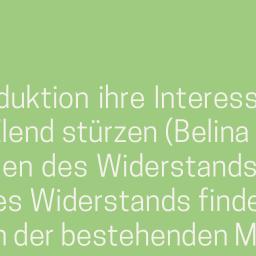 duktion ihre Interess
lend stürzen (Belina
en des Widerstands
es Widerstands finde
n der bestehenden M